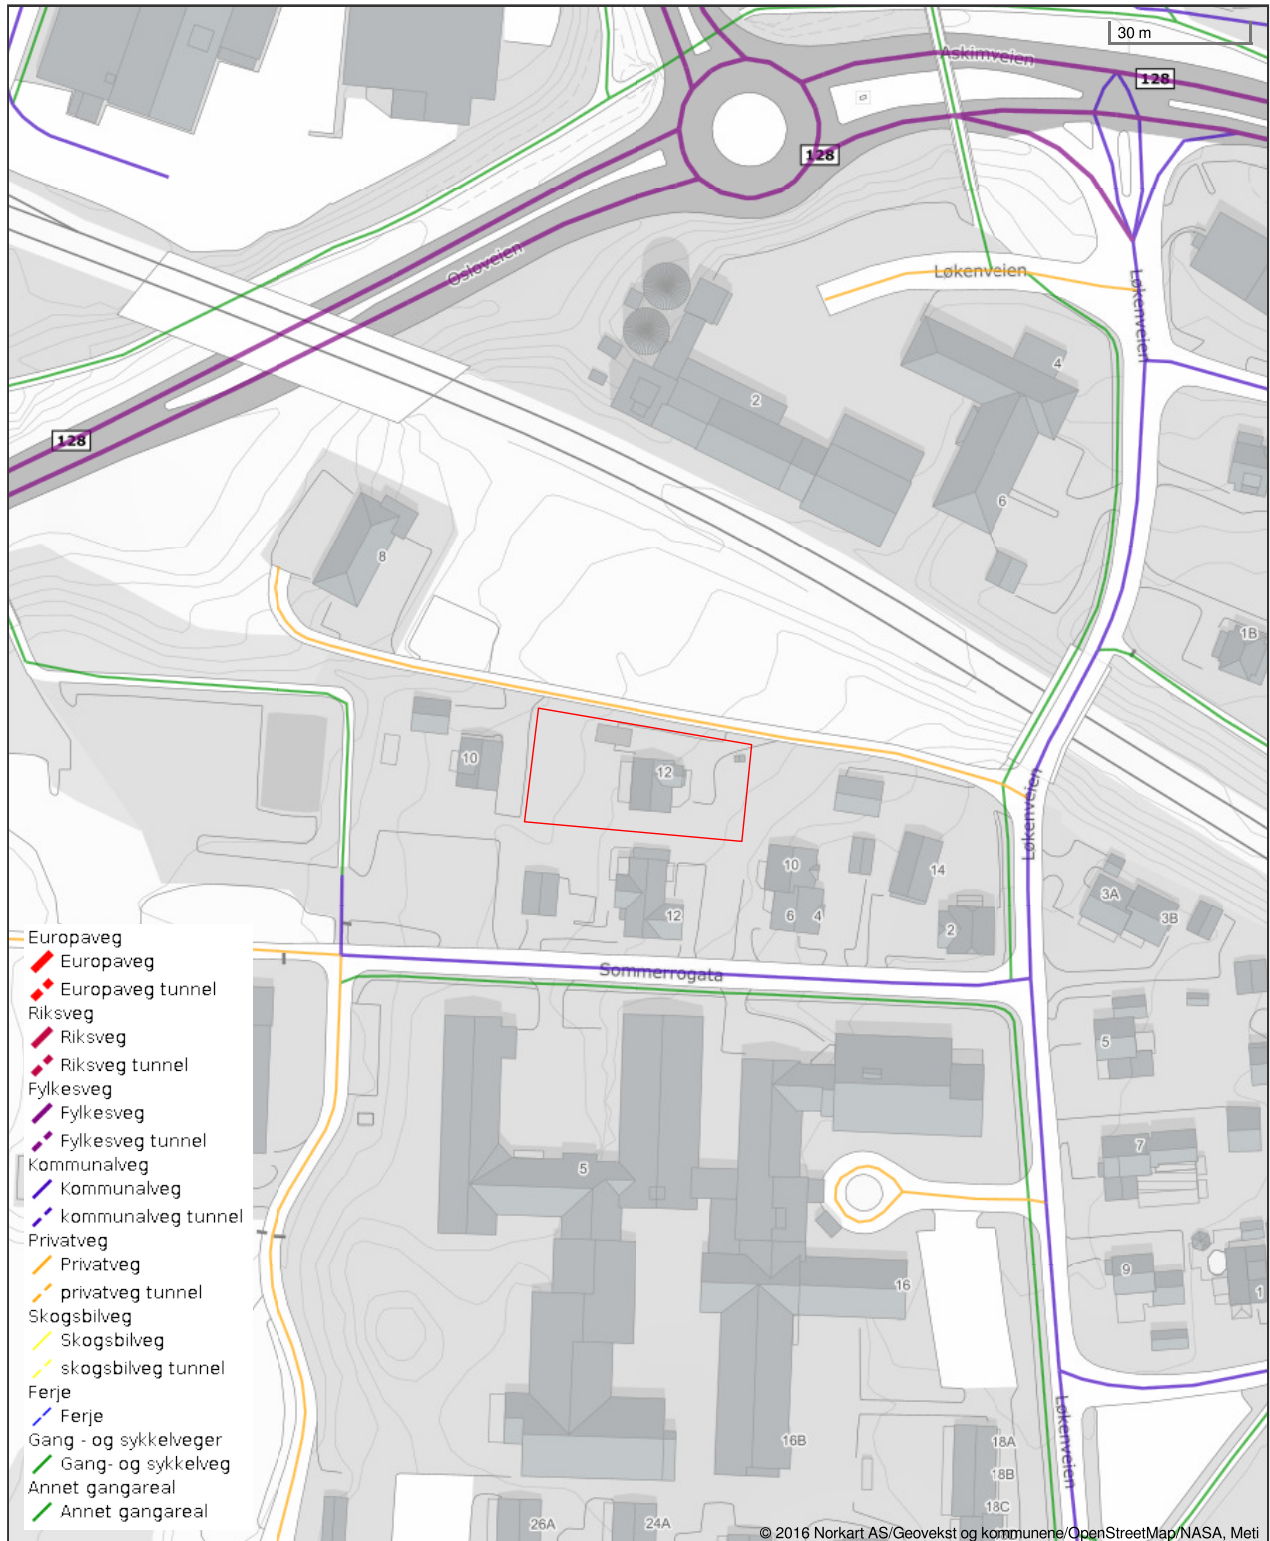 30 m
Askimveien
128
128
Osloveien
Løkenveien
Løkenveien
4
2
128
6
8
1B
10
12
Løkenveien
10
14
3A
12
6
4
2
3B
Sommerrogata
5
7
5
9
1
16
16B
18A
18B
18C
26A
24A
Løkenveien
Europaveg
Europaveg
Europaveg tunnel
Riksveg
Riksveg
Riksveg tunnel
Fylkesveg
Fylkesveg
Fylkesveg tunnel
Kommunalveg
Kommunalveg
kommunalveg tunnel
Privatveg
Privatveg
privatveg tunnel
Skogsbilveg
Skogsbilveg
skogsbilveg tunnel
Ferje
Ferje
Gang - og sykkelveger
Gang- og sykkelveg
Annet gangareal
Annet gangareal
© 2016 Norkart AS/Geovekst og kommunene/OpenStreetMap/NASA, Meti